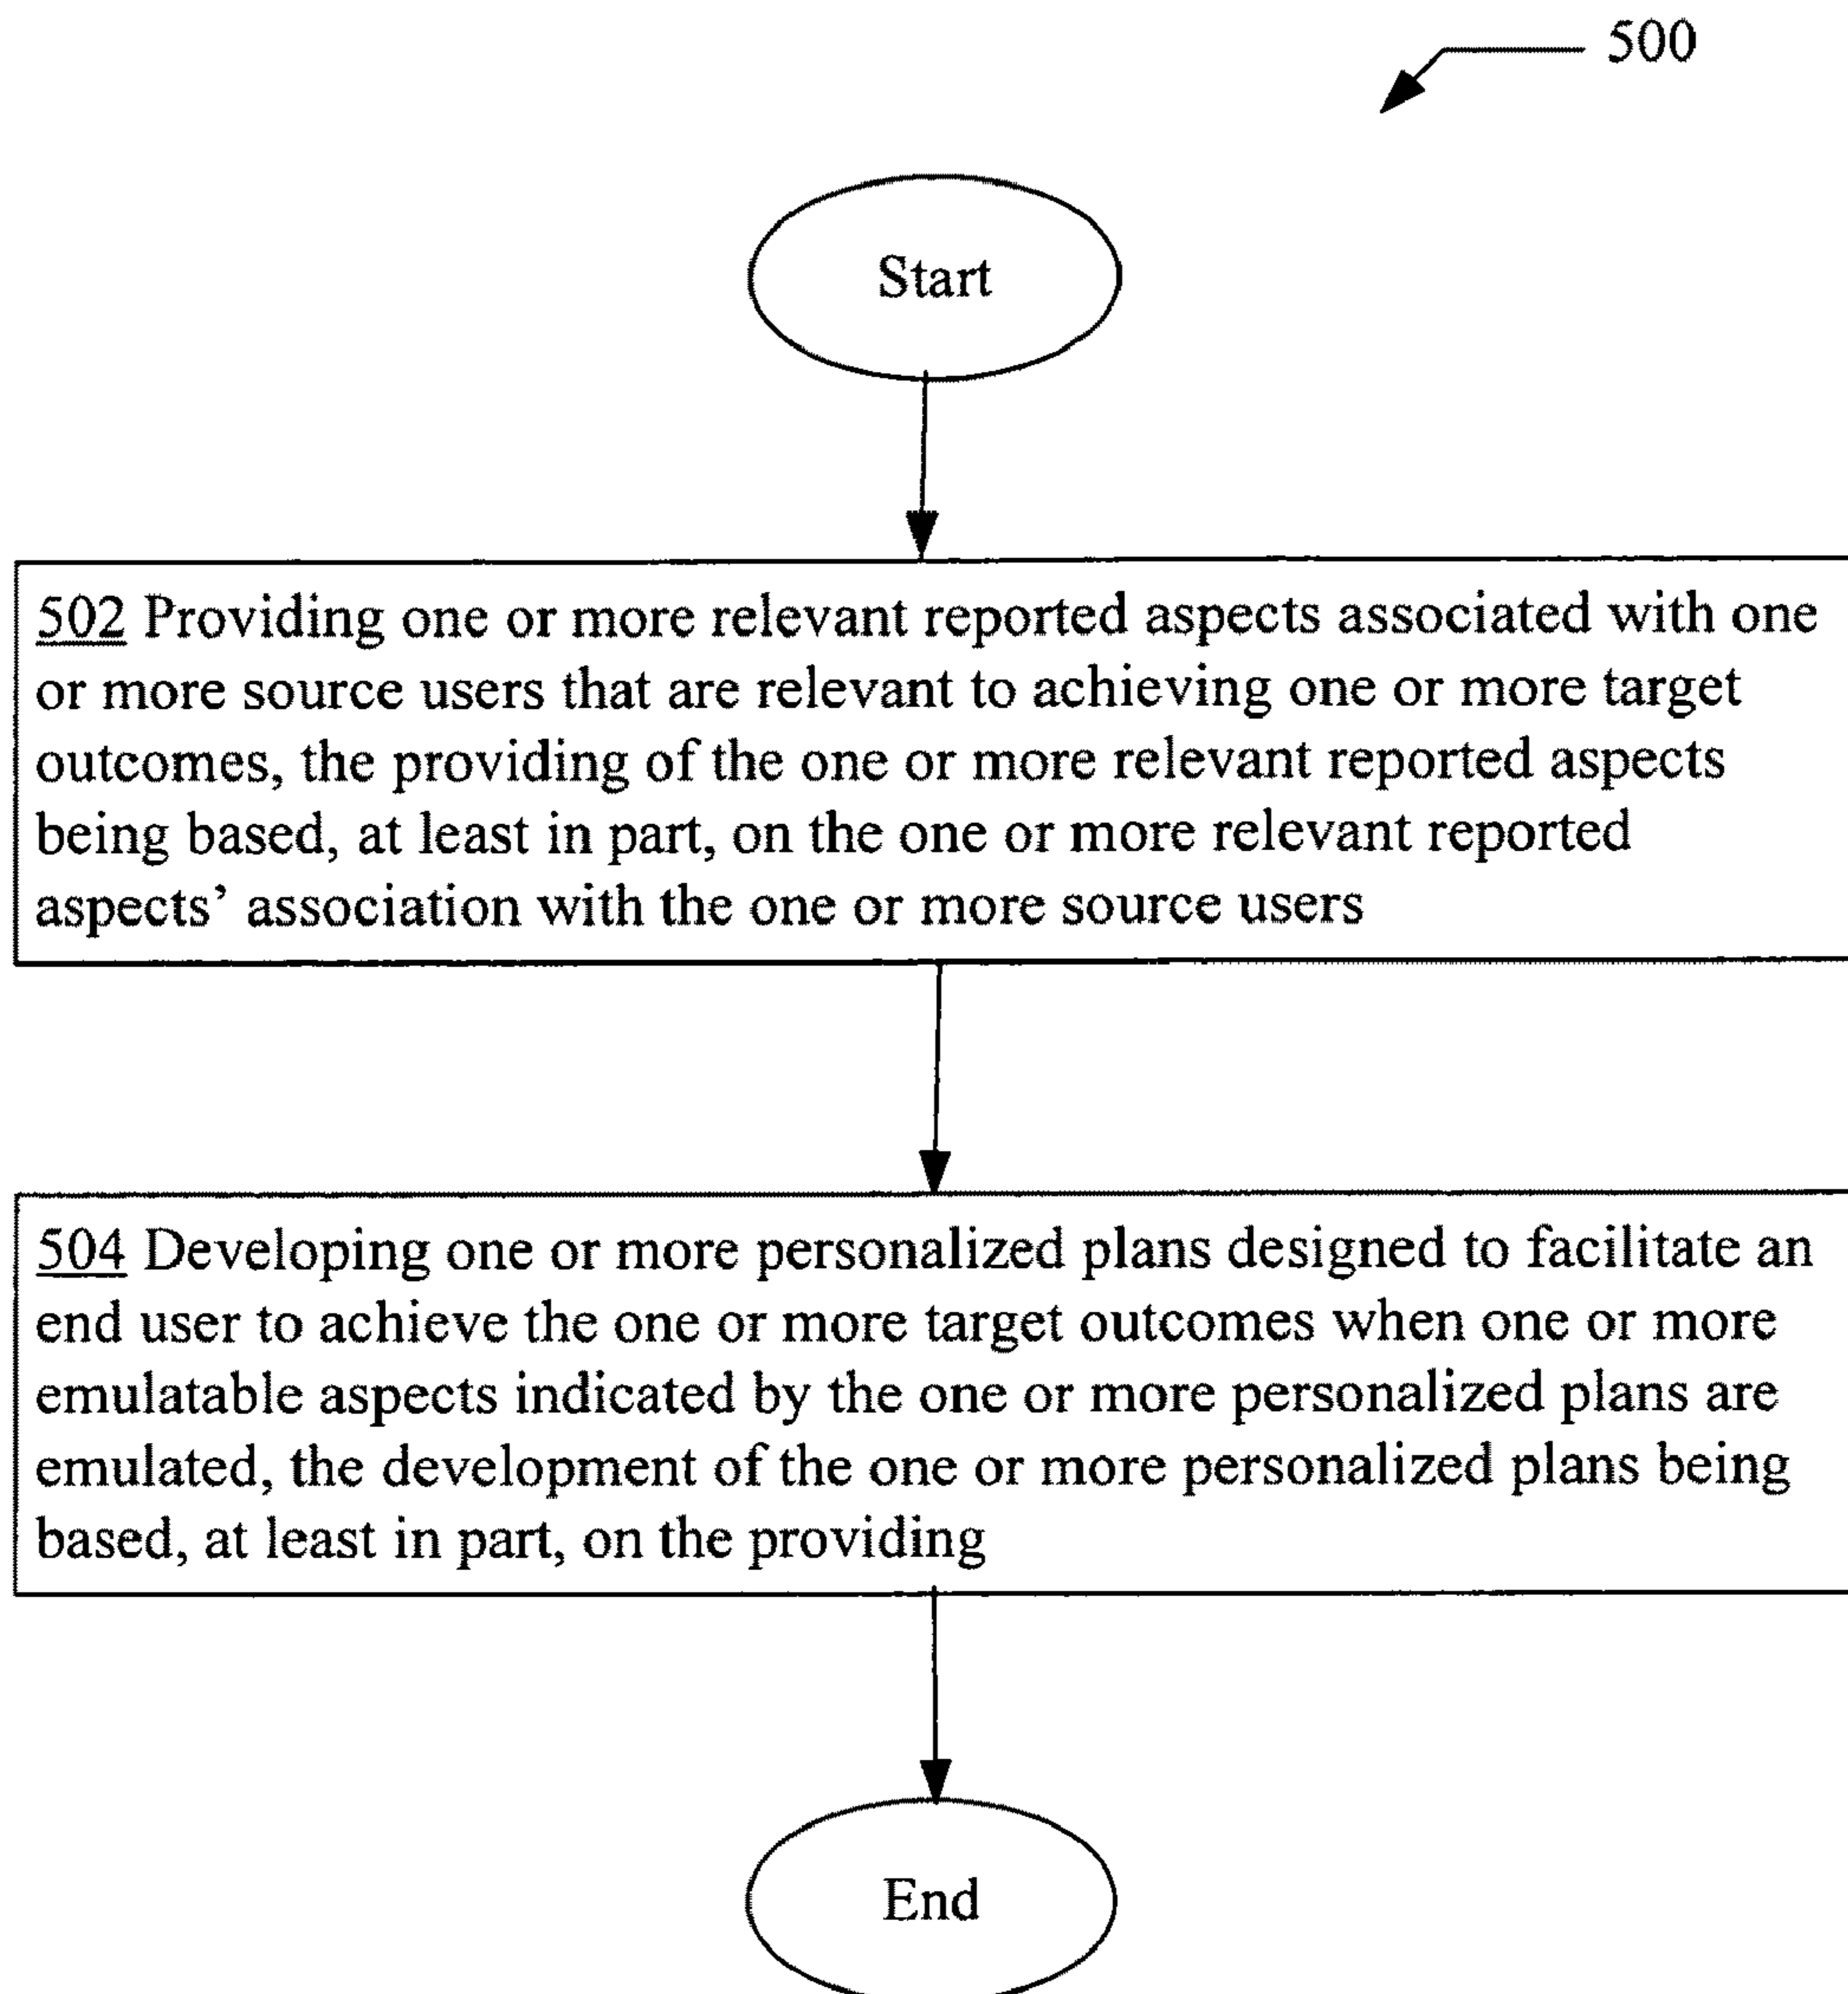 500
Start
502 Providing one or more relevant reported aspects associated with one
or more source users that are relevant to achieving one or more target
outcomes, the providing of the one or more relevant reported aspects
being based, at least in part, on the one or more relevant reported
aspects’ association with the one or more source users
504 Developing one or more personalized plans designed to facilitate an
end user to achieve the one or more target outcomes when one or more
emulatable aspects indicated by the one or more personalized plans are
emulated, the development of the one or more personalized plans being
based, at least in part, on the providing
End